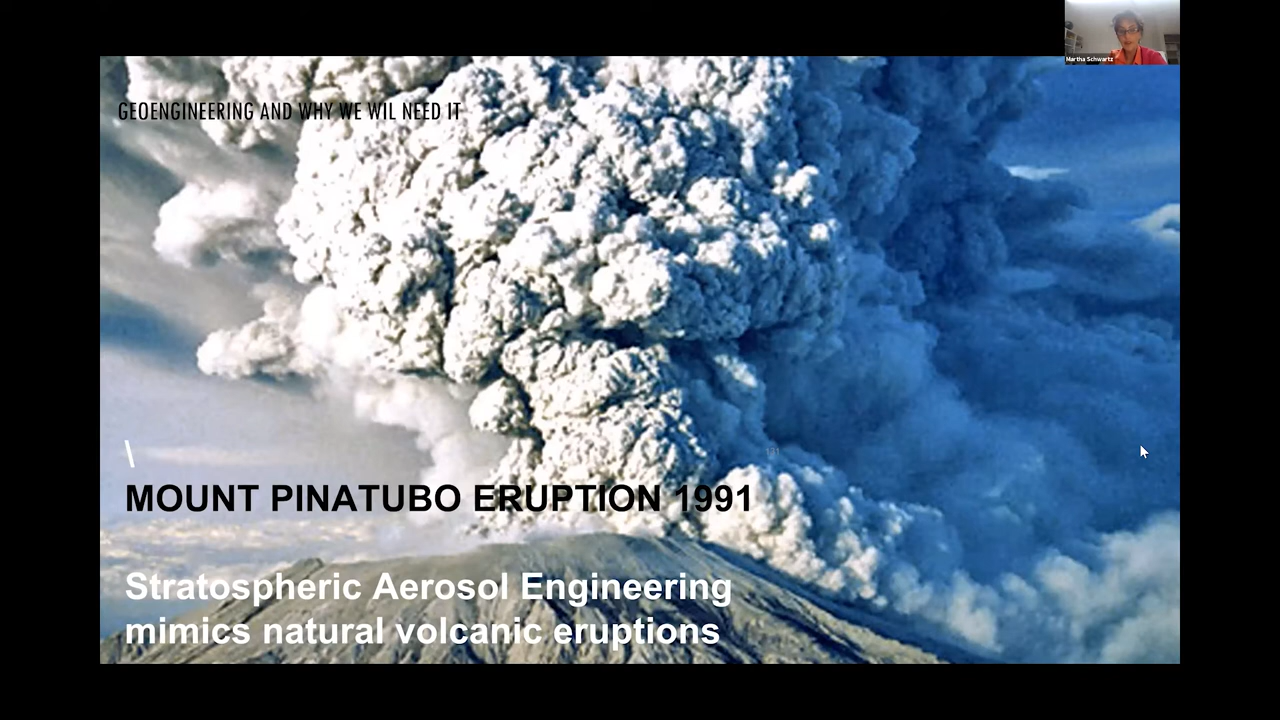 Martha Schwartz
GEOENGINEERING AND WHY WE WIL NEED IT
\
MOUNT PINATUBO ERUPTION 1991
Stratospheric Aerosol Engineering
mimics natural volcanic eruptions